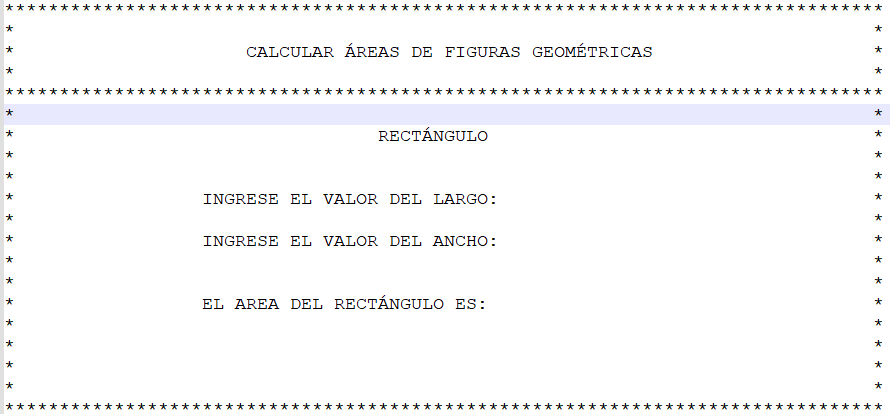 CALCULAR ÁREAS DE FIGURAS GEOMÉTRICAS
RECTÁNGULO
INGRESE EL VALOR DEL LARGO:
INGRESE EL VALOR DEL ANCHO:
EL AREA DEL RECTÁNGULO ES: